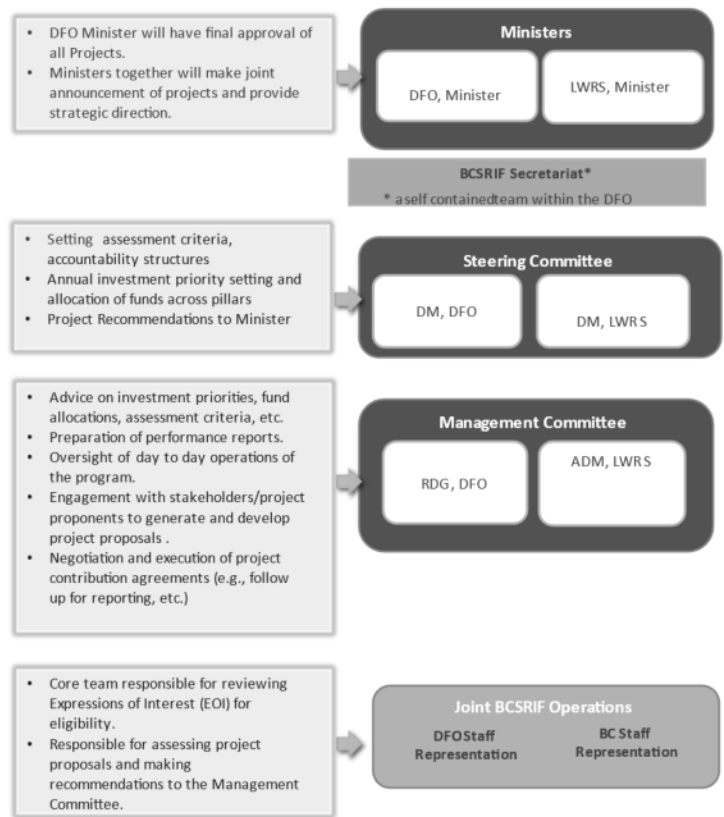 • DFO Minister will have final approval of
all Projects.
• Ministers together will make joint
announcement of projects and provide
strategic direction.
Ministers
DFO, Minister
LWRS, Minister
BCSRIF Secretariat*
* aself containedteam within the DFO
• Setting assessment criteria,
accountability structures
• Annual investment priority setting and
allocation of funds across pillars
• Project Recommendations to Minister
Steering Committee
DM, DFO
DM, LWRS
• Advice on investment priorities, fund
allocations, assessment criteria, etc.
• Preparation of performance reports.
• Oversight of day to day operations of
the program.
• Engagement with stakeholders/project
proponents to generate and develop
project proposals .
• Negotiation and execution of project
contribution agreements (e.g., follow
up for reporting, etc.)
Management Committee
RDG, DFO
ADM, LWRS
• Core team responsible for reviewing
Expressions of Interest (EOI) for
eligibility.
• Responsible for assessing project
proposals and making
recommendations to the Management
Committee.
Joint BCSRIF Operations
DFO Staff
Representation
BC Staff
Representation